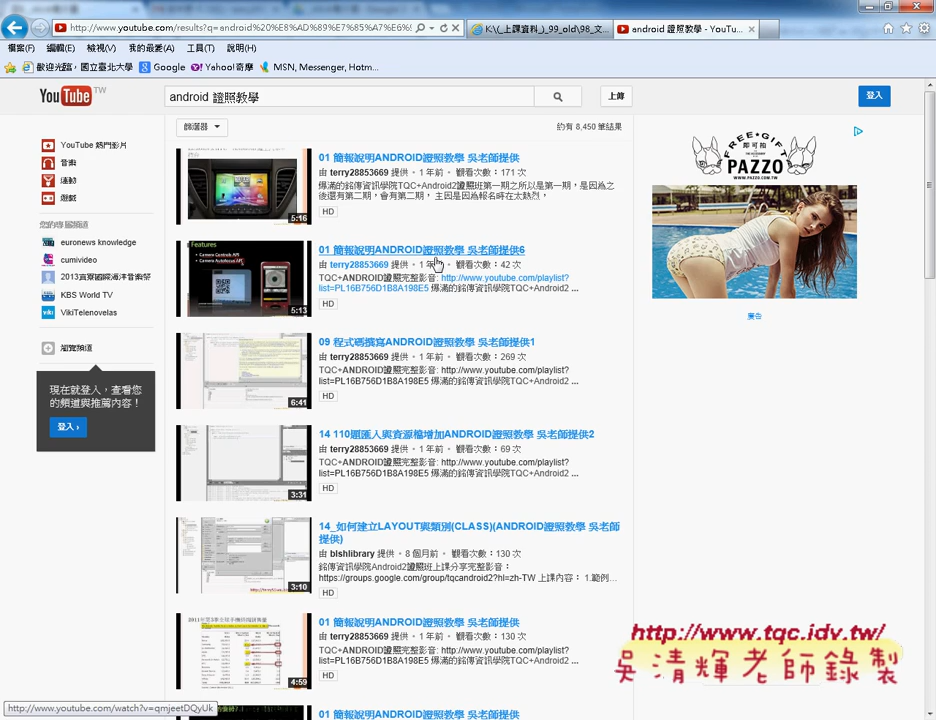 http://www.youtube.com/results?q=android%20%E8%AD%89%E7%85%A7%E6%9
K:\(_上課資料_)_99_old\98_文...
android 證照教學 - YouTu...
檔案(F) 編輯(E) 檢視(V) 我的最愛(A) 工具(T) 說明(H)
歡迎光臨，國立臺北大學 Google Yahoo!奇摩 MSN, Messenger, Hotm...
YouTube TW
android 證照教學
上傳
登入
篩選器
約有 8,450 筆結果
YouTube 熱門影片
音樂
運動
遊戲
euronews knowledge
cumivideo
KBS World TV
VikiTelenovelas
瀏覽頻道
現在就登入，查看您
的頻道與推薦內容！
登入 ›
01 簡報說明ANDROID證照教學 吳老師提供
由 terry28853669 提供 • 1 年前 • 觀看次數：171 次
爆滿的銘傳資訊學院TQC+Android2證照班第一期之所以是第一期，是因為之
後還有第二期，會有第二期， 主因是因為報名時在太熱烈，
HD
5:16
01 簡報說明ANDROID證照教學 吳老師提供6
由 terry28853669 提供 • 1 年前 • 觀看次數：42 次
TQC+ANDROID證照完整影音: http://www.youtube.com/playlist?
list=PL16B756D1B8A198E5 爆滿的銘傳資訊學院TQC+Android2 ...
HD
Features
• Camera Controls API
• Camera Autofocus API
5:13
09 程式碼撰寫ANDROID證照教學 吳老師提供1
由 terry28853669 提供 • 1 年前 • 觀看次數：269 次
TQC+ANDROID證照完整影音: http://www.youtube.com/playlist?
list=PL16B756D1B8A198E5 爆滿的銘傳資訊學院TQC+Android2 ...
HD
6:41
14 110題匯入與資源檔增加ANDROID證照教學 吳老師提供2
由 terry28853669 提供 • 1 年前 • 觀看次數：69 次
TQC+ANDROID證照完整影音: http://www.youtube.com/playlist?
list=PL16B756D1B8A198E5 爆滿的銘傳資訊學院TQC+Android2 ...
HD
3:31
14_如何建立LAYOUT與類別(CLASS)(ANDROID證照教學 吳老師
提供)
由 blshlibrary 提供 • 8 個月前 • 觀看次數：130 次
銘傳資訊學院Android2證照班上課分享完整影音：
https://groups.google.com/group/tqcandroid2?hl=zh-TW 上課內容： 1.範例...
HD
3:10
01 簡報說明ANDROID證照教學 吳老師提供
由 terry28853669 提供 • 1 年前 • 觀看次數：130 次
TQC+ANDROID證照完整影音: http://www.youtube.com/playlist?
list=PL16B756D1B8A198E5 爆滿的銘傳資訊學院TQC+Android2 ...
HD
4:59
01 簡報說明ANDROID證照教學 吳老師提供
FREE★GIFT
即可拍
PAZZO
WWW.PAZZO.COM.TW
廣告
http://www.tqc.idv.tw/
吳清輝老師錄製
http://www.youtube.com/watch?v=qmjeetDQyUk